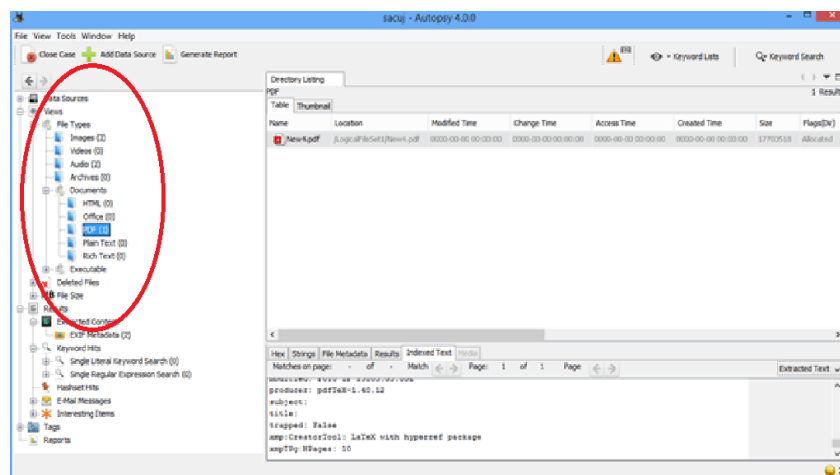 sacuj - Autopsy 4.0.0
File View Tools Window Help
Close Case Add Data Source Generate Report
Keyword Lists Keyword Search
Data Sources
Views
File Types
Images (2)
Videos (0)
Audio (2)
Archives (0)
Documents
HTML (0)
Office (0)
PDF (1)
Plain Text (0)
Rich Text (0)
Executable
Deleted Files
File Size
Results
Extracted Content
EXIF Metadata (2)
Keyword Hits
Single Literal Keyword Search (0)
Single Regular Expression Search (0)
Hashset Hits
E-Mail Messages
Interesting Items
Tags
Reports
Directory Listing
PDF
1 Result
Table Thumbnail
Name Location Modified Time Change Time Access Time Created Time Size Flags(Dir)
New4.pdf /LogicalFileSet1/New4.pdf 0000-00-00 00:00:00 0000-00-00 00:00:00 0000-00-00 00:00:00 0000-00-00 00:00:00 17703518 Allocated
Hex Strings File Metadata Results Indexed Text Media
Matches on page: - of - Match Page: 1 of 1 Page Extracted Text
producer: pdfTeX-1.40.12
subject:
title:
trapped: False
xmp:CreatorTool: LaTeX with hyperref package
xmpTPg:NPages: 10